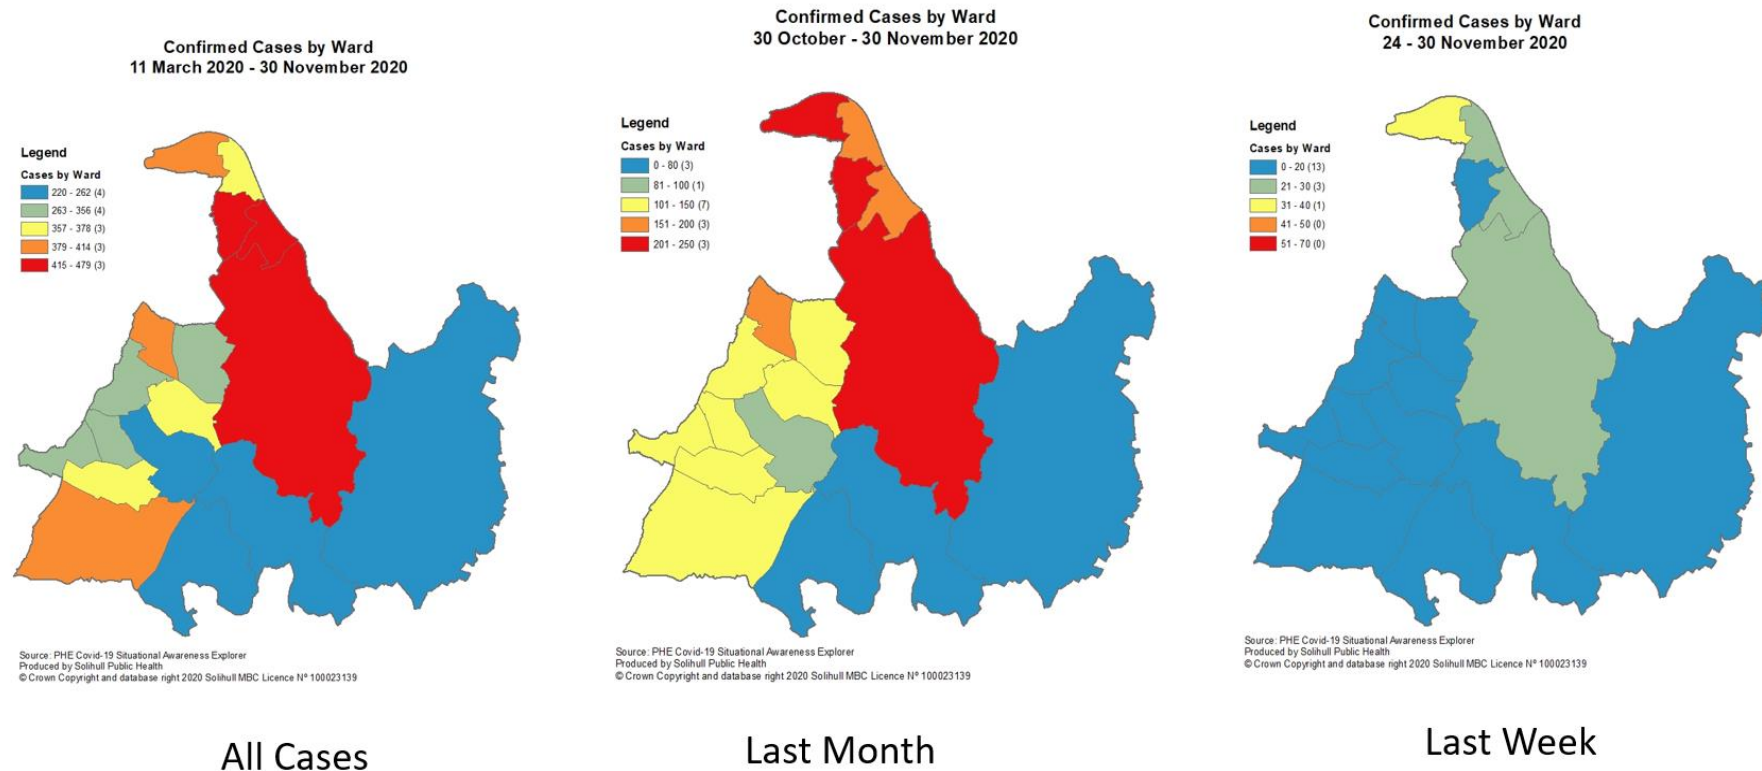 Confirmed Cases by Ward
11 March 2020 - 30 November 2020
Legend
Cases by Ward
220 - 262 (4)
263 - 356 (4)
357 - 378 (3)
379 - 414 (3)
415 - 479 (3)
Source: PHE Covid-19 Situational Awareness Explorer
Produced by Solihull Public Health
© Crown Copyright and database right 2020 Solihull MBC Licence Nº 100023139
All Cases
Confirmed Cases by Ward
30 October - 30 November 2020
Legend
Cases by Ward
0 - 80 (3)
81 - 100 (1)
101 - 150 (7)
151 - 200 (3)
201 - 250 (3)
Source: PHE Covid-19 Situational Awareness Explorer
Produced by Solihull Public Health
© Crown Copyright and database right 2020 Solihull MBC Licence Nº 100023139
Last Month
Confirmed Cases by Ward
24 - 30 November 2020
Legend
Cases by Ward
0 - 20 (13)
21 - 30 (3)
31 - 40 (1)
41 - 50 (0)
51 - 70 (0)
Source: PHE Covid-19 Situational Awareness Explorer
Produced by Solihull Public Health
© Crown Copyright and database right 2020 Solihull MBC Licence Nº 100023139
Last Week